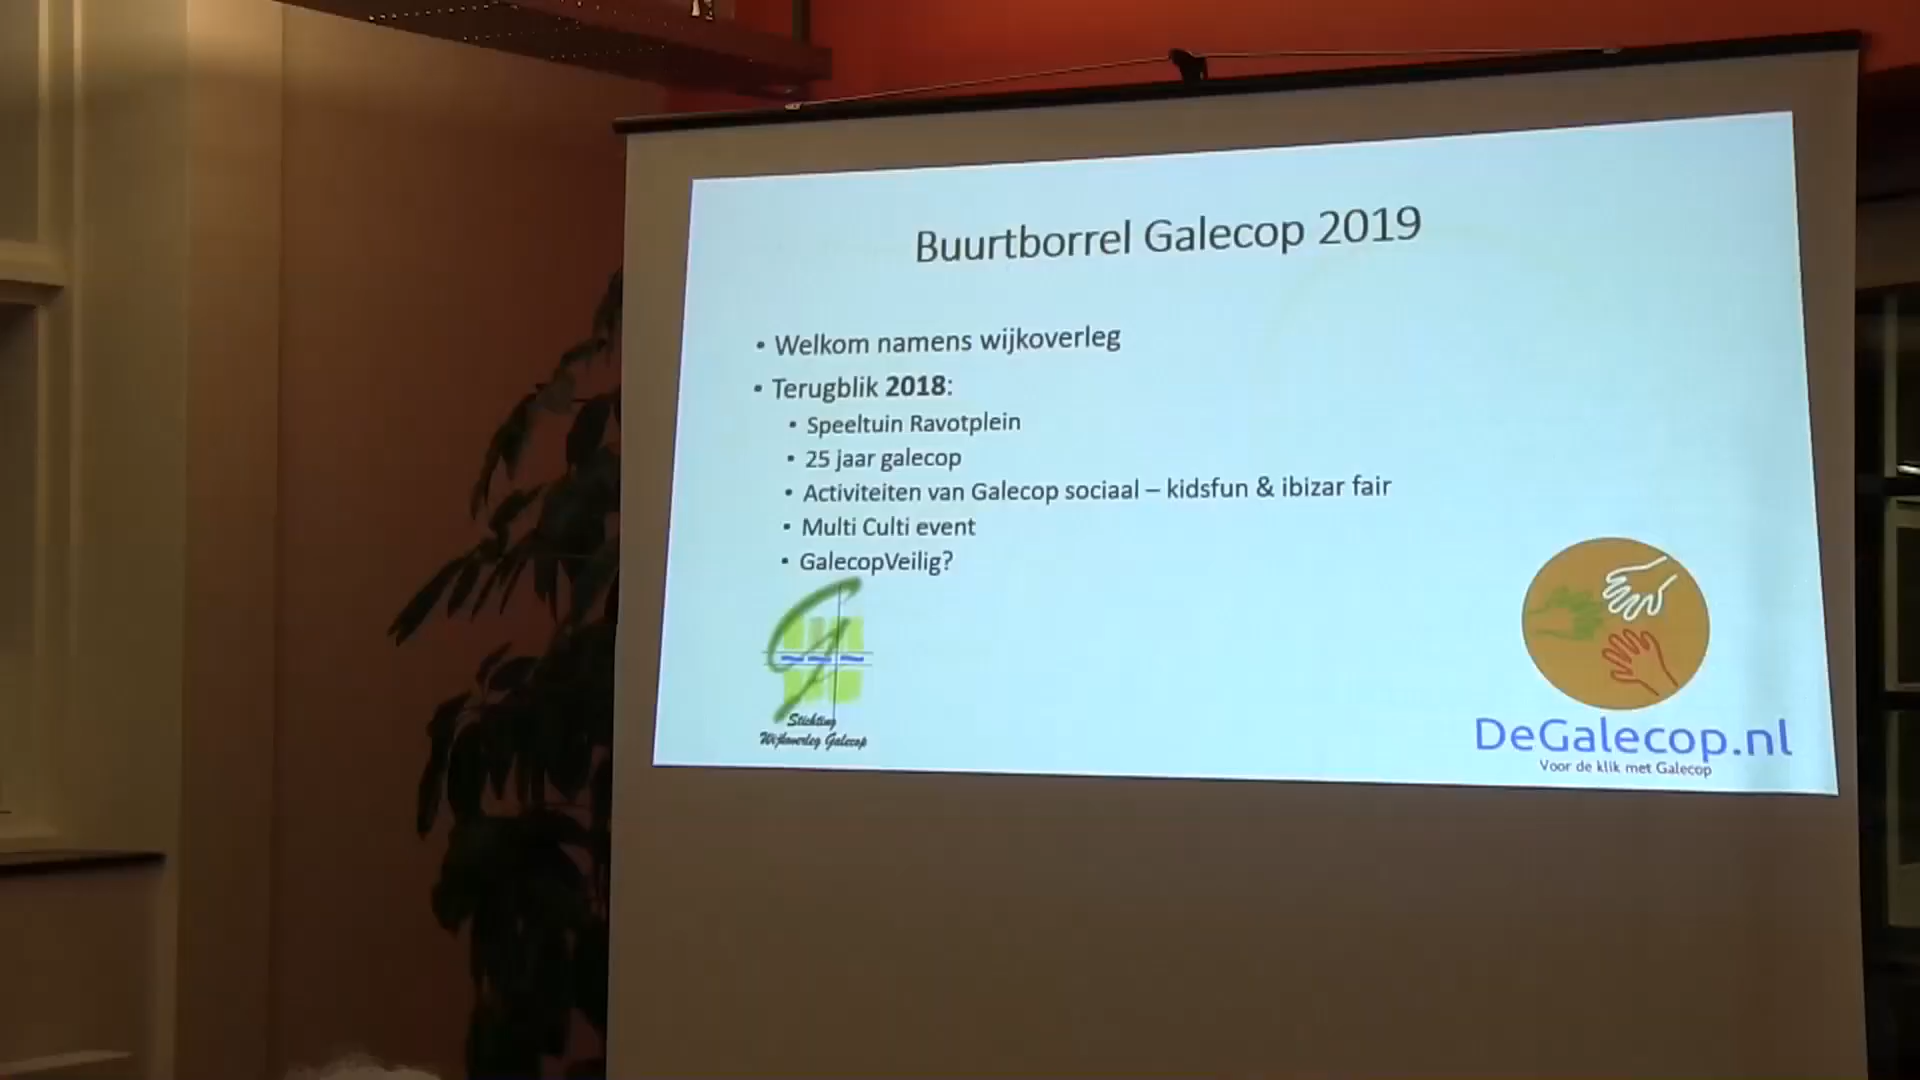 Buurtborrel Galecop 2019
• Welkom namens wijkoverleg
• Terugblik 2018:
• Speeltuin Ravotplein
• 25 jaar galecop
• Activiteiten van Galecop sociaal – kidsfun & ibizar fair
• Multi Culti event
• GalecopVeilig?
Stichting
Wijkoverleg Galecop
DeGalecop.nl
Voor de klik met Galecop